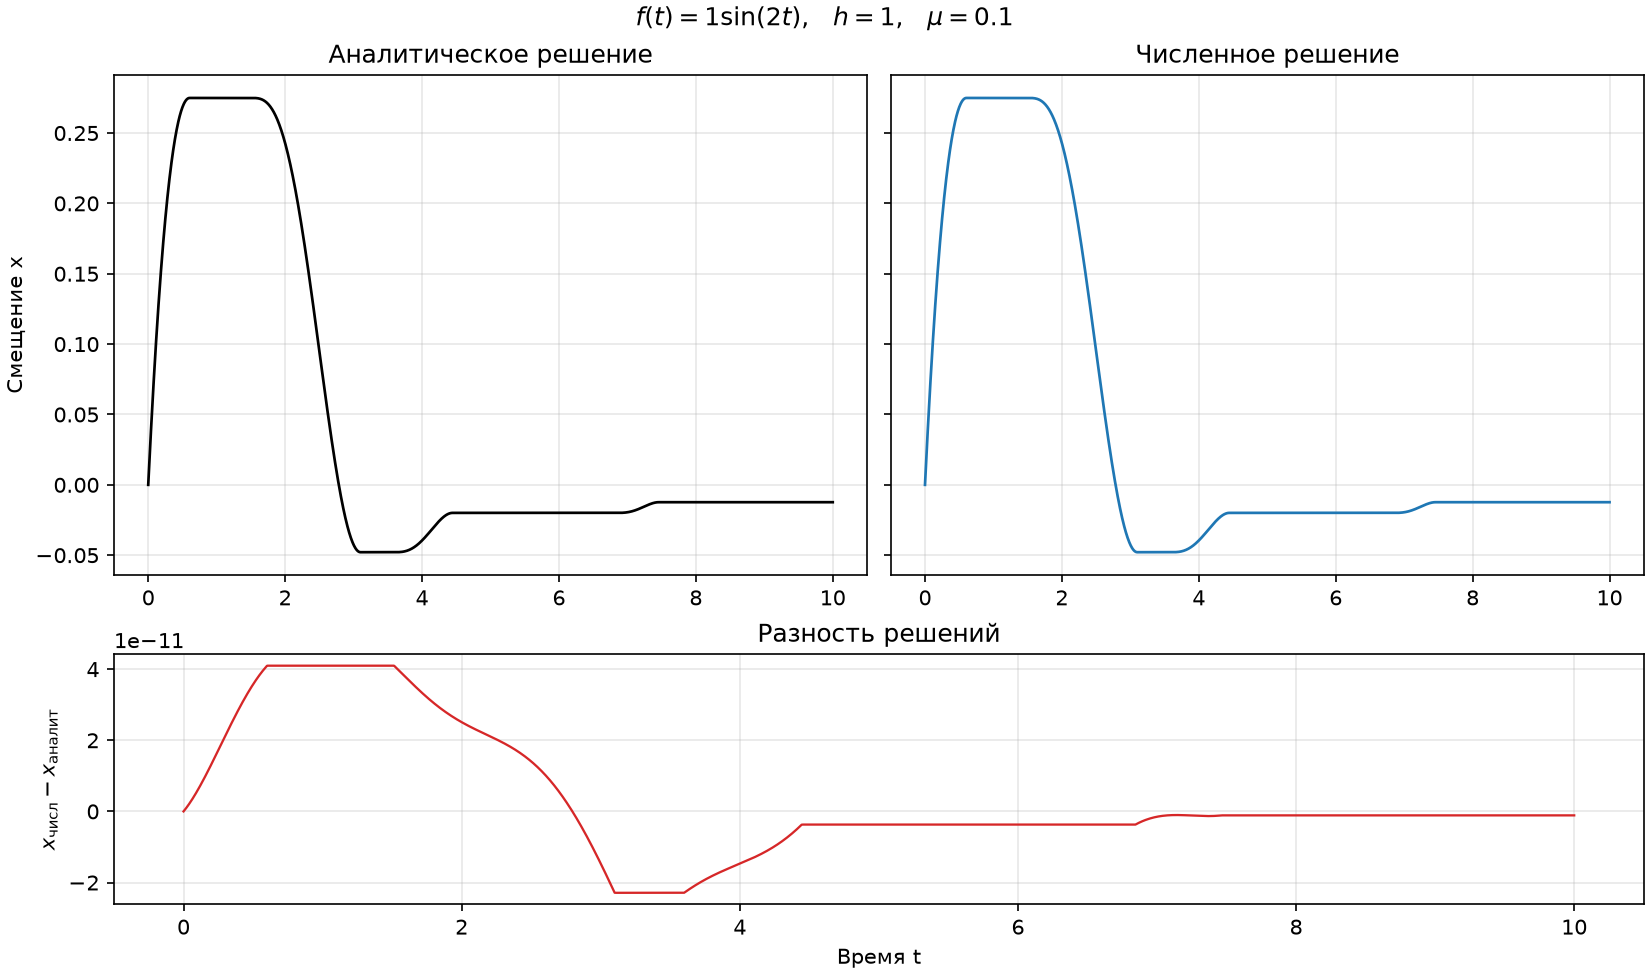 f(t) = 1sin(2t), h = 1, μ = 0.1
Аналитическое решение
Численное решение
Смещение x
0.25
0.20
0.15
0.10
0.05
0.00
−0.05
0 2 4 6 8 10
0 2 4 6 8 10
Разность решений
1e−11
xчисл − xаналит
4
2
0
−2
0 2 4 6 8 10
Время t